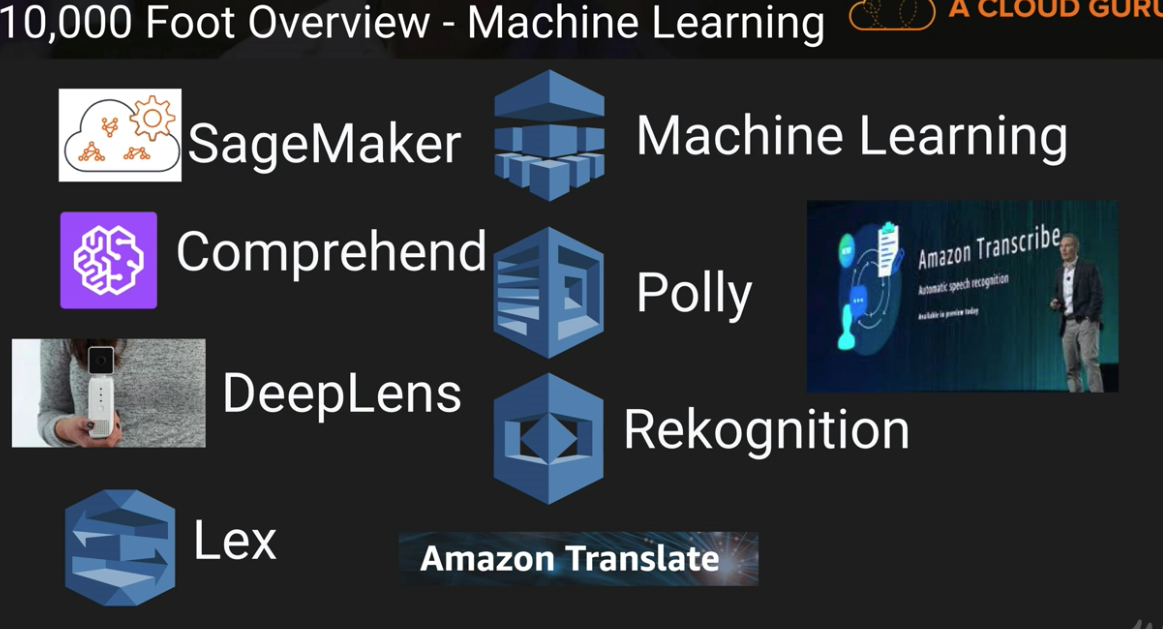 10,000 Foot Overview - Machine Learning
A CLOUD GURU
SageMaker
Machine Learning
Comprehend
Polly
Amazon Transcribe
Automatic speech recognition
Available in preview today
DeepLens
Rekognition
Lex
Amazon Translate